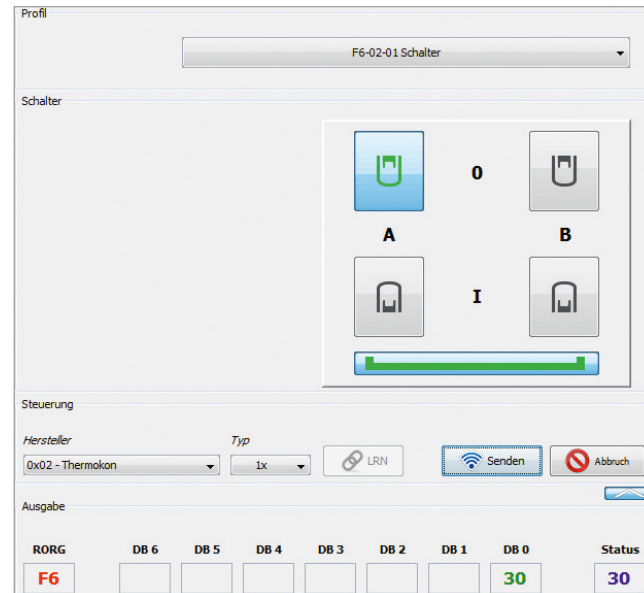 Profil
F6-02-01 Schalter
Schalter
0
A B
I
Steuerung
Hersteller Typ
0x02 - Thermokon 1x LRN Senden Abbruch
Ausgabe
RORG DB 6 DB 5 DB 4 DB 3 DB 2 DB 1 DB 0 Status
F6 30 30